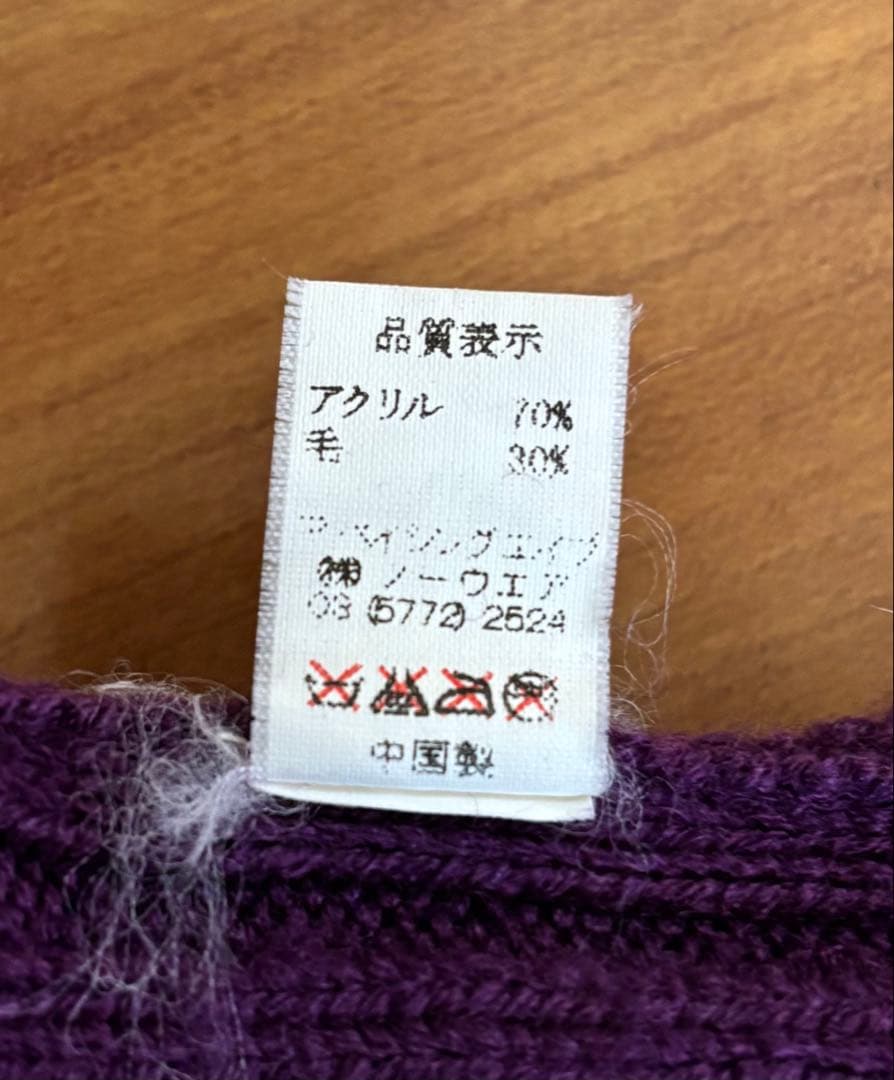 品質表示
アクリル 70%
毛 30%
ア・ベイシングエイプ
㈱ ノーウエア
03 (5772) 2524
中国製